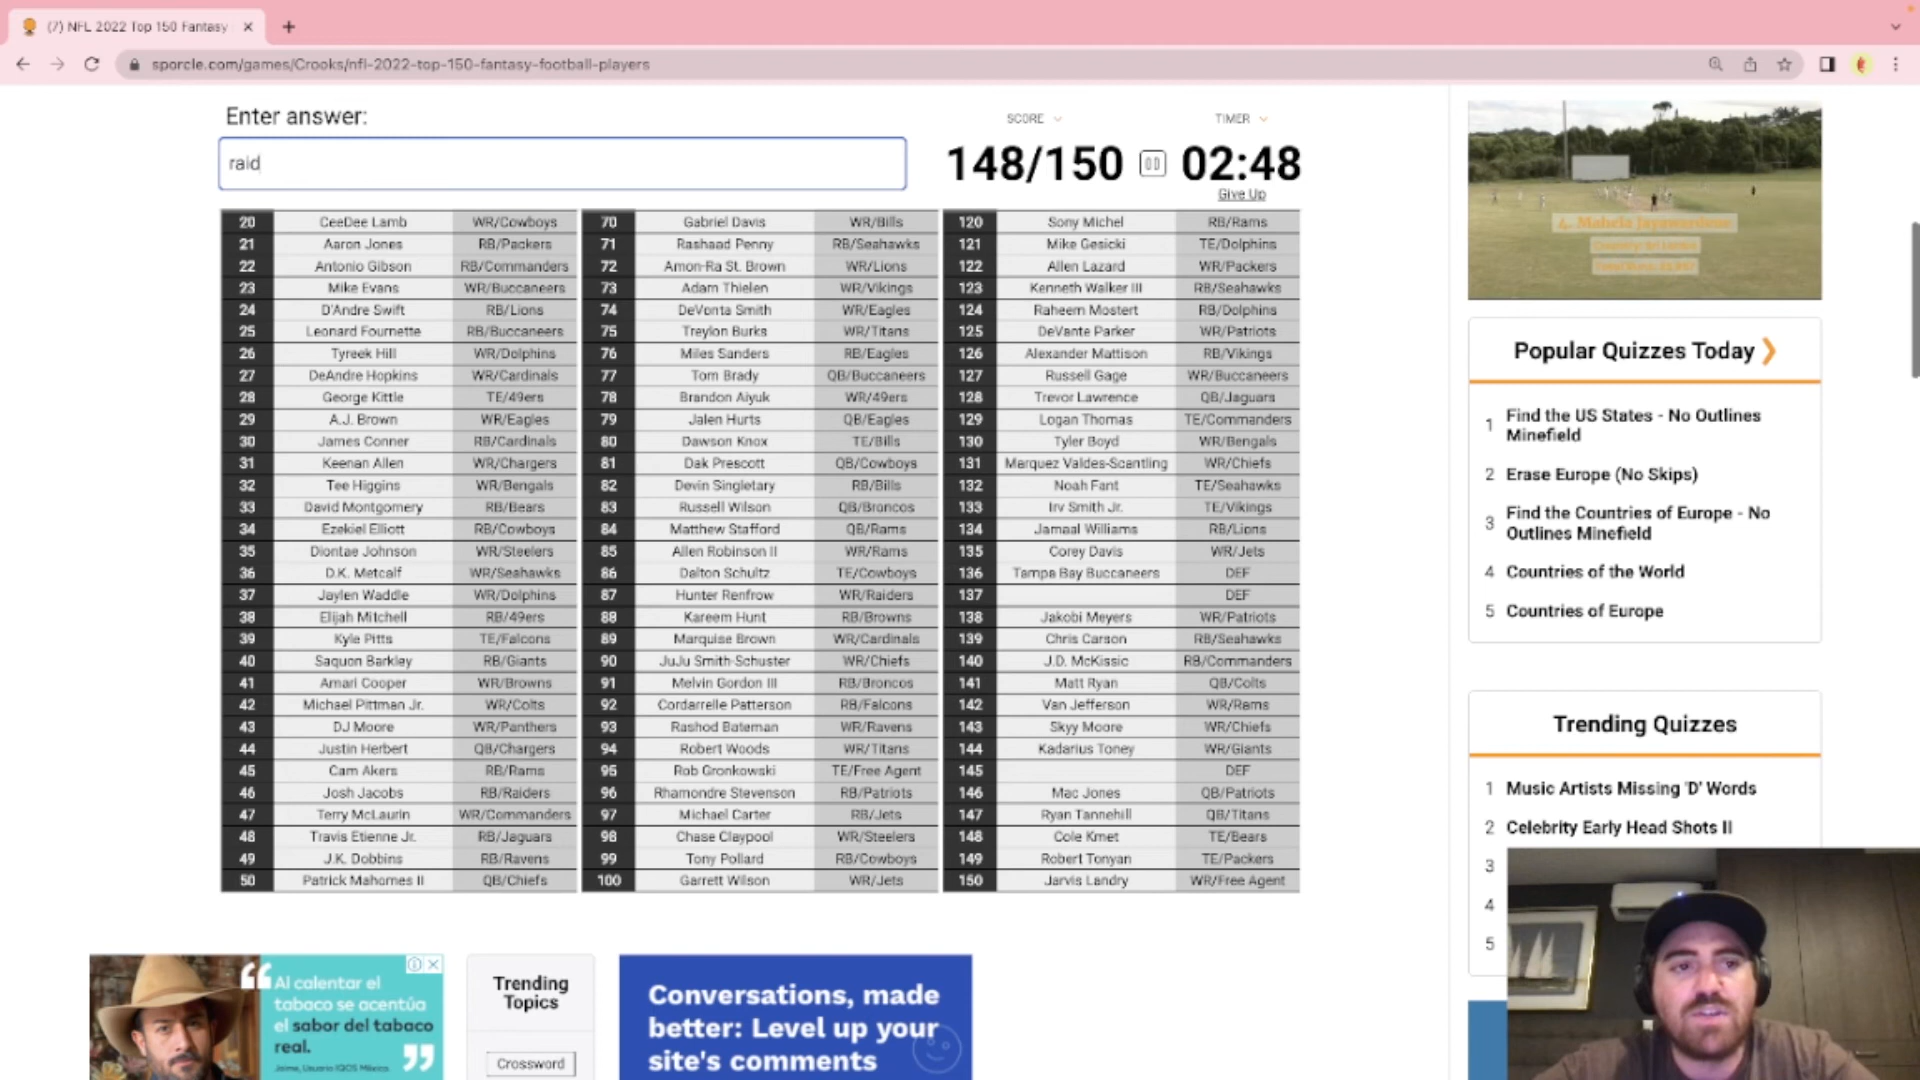 (7) NFL 2022 Top 150 Fantasy
sporcle.com/games/Crooks/nfl-2022-top-150-fantasy-football-players
Enter answer:
raid
SCORE
148/150
TIMER
02:48
Give Up
20 CeeDee Lamb WR/Cowboys
21 Aaron Jones RB/Packers
22 Antonio Gibson RB/Commanders
23 Mike Evans WR/Buccaneers
24 D'Andre Swift RB/Lions
25 Leonard Fournette RB/Buccaneers
26 Tyreek Hill WR/Dolphins
27 DeAndre Hopkins WR/Cardinals
28 George Kittle TE/49ers
29 A.J. Brown WR/Eagles
30 James Conner RB/Cardinals
31 Keenan Allen WR/Chargers
32 Tee Higgins WR/Bengals
33 David Montgomery RB/Bears
34 Ezekiel Elliott RB/Cowboys
35 Diontae Johnson WR/Steelers
36 D.K. Metcalf WR/Seahawks
37 Jaylen Waddle WR/Dolphins
38 Elijah Mitchell RB/49ers
39 Kyle Pitts TE/Falcons
40 Saquon Barkley RB/Giants
41 Amari Cooper WR/Browns
42 Michael Pittman Jr. WR/Colts
43 DJ Moore WR/Panthers
44 Justin Herbert QB/Chargers
45 Cam Akers RB/Rams
46 Josh Jacobs RB/Raiders
47 Terry McLaurin WR/Commanders
48 Travis Etienne Jr. RB/Jaguars
49 J.K. Dobbins RB/Ravens
50 Patrick Mahomes II QB/Chiefs
70 Gabriel Davis WR/Bills
71 Rashaad Penny RB/Seahawks
72 Amon-Ra St. Brown WR/Lions
73 Adam Thielen WR/Vikings
74 DeVonta Smith WR/Eagles
75 Treylon Burks WR/Titans
76 Miles Sanders RB/Eagles
77 Tom Brady QB/Buccaneers
78 Brandon Aiyuk WR/49ers
79 Jalen Hurts QB/Eagles
80 Dawson Knox TE/Bills
81 Dak Prescott QB/Cowboys
82 Devin Singletary RB/Bills
83 Russell Wilson QB/Broncos
84 Matthew Stafford QB/Rams
85 Allen Robinson II WR/Rams
86 Dalton Schultz TE/Cowboys
87 Hunter Renfrow WR/Raiders
88 Kareem Hunt RB/Browns
89 Marquise Brown WR/Cardinals
90 JuJu Smith-Schuster WR/Chiefs
91 Melvin Gordon III RB/Broncos
92 Cordarrelle Patterson RB/Falcons
93 Rashod Bateman WR/Ravens
94 Robert Woods WR/Titans
95 Rob Gronkowski TE/Free Agent
96 Rhamondre Stevenson RB/Patriots
97 Michael Carter RB/Jets
98 Chase Claypool WR/Steelers
99 Tony Pollard RB/Cowboys
100 Garrett Wilson WR/Jets
120 Sony Michel RB/Rams
121 Mike Gesicki TE/Dolphins
122 Allen Lazard WR/Packers
123 Kenneth Walker III RB/Seahawks
124 Raheem Mostert RB/Dolphins
125 DeVante Parker WR/Patriots
126 Alexander Mattison RB/Vikings
127 Russell Gage WR/Buccaneers
128 Trevor Lawrence QB/Jaguars
129 Logan Thomas TE/Commanders
130 Tyler Boyd WR/Bengals
131 Marquez Valdes-Scantling WR/Chiefs
132 Noah Fant TE/Seahawks
133 Irv Smith Jr. TE/Vikings
134 Jamaal Williams RB/Lions
135 Corey Davis WR/Jets
136 Tampa Bay Buccaneers DEF
137 DEF
138 Jakobi Meyers WR/Patriots
139 Chris Carson RB/Seahawks
140 J.D. McKissic RB/Commanders
141 Matt Ryan QB/Colts
142 Van Jefferson WR/Rams
143 Skyy Moore WR/Chiefs
144 Kadarius Toney WR/Giants
145 DEF
146 Mac Jones QB/Patriots
147 Ryan Tannehill QB/Titans
148 Cole Kmet TE/Bears
149 Robert Tonyan TE/Packers
150 Jarvis Landry WR/Free Agent
4. Mahela Jayawardene
Popular Quizzes Today
1 Find the US States - No Outlines
Minefield
2 Erase Europe (No Skips)
3 Find the Countries of Europe - No
Outlines Minefield
4 Countries of the World
5 Countries of Europe
Trending Quizzes
1 Music Artists Missing 'D' Words
2 Celebrity Early Head Shots II
3
4
5
Al calentar el
tabaco se acentúa
el sabor del tabaco
real.
Trending
Topics
Crossword
Conversations, made
better: Level up your
site's comments